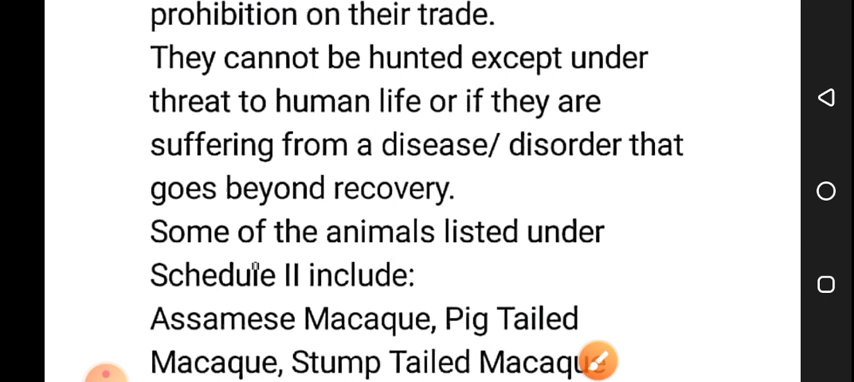 prohibition on their trade.
They cannot be hunted except under
threat to human life or if they are
suffering from a disease/ disorder that
goes beyond recovery.
Some of the animals listed under
Schedule II include:
Assamese Macaque, Pig Tailed
Macaque, Stump Tailed Macaque